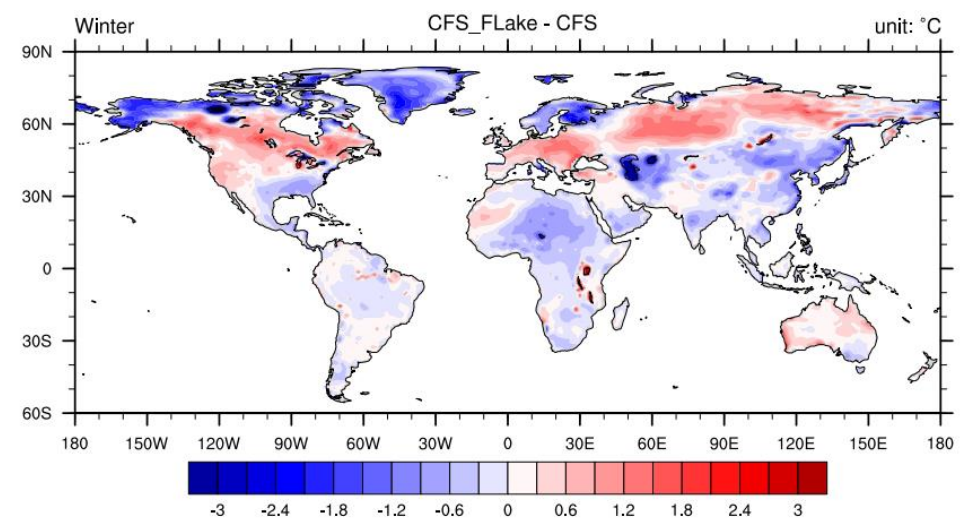 Winter CFS_FLake - CFS unit: °C
90N
60N
30N
0
30S
60S
180 150W 120W 90W 60W 30W 0 30E 60E 90E 120E 150E 180
-3 -2.4 -1.8 -1.2 -0.6 0 0.6 1.2 1.8 2.4 3